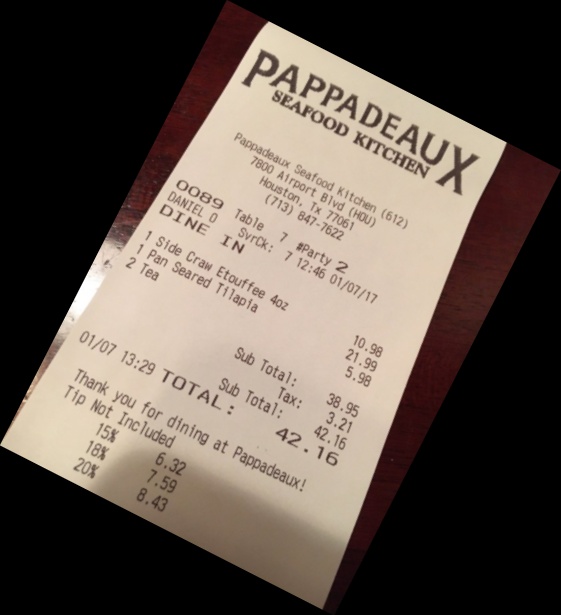 PAPPADEAUX
SEAFOOD KITCHEN
Pappadeaux Seafood Kitchen (612)
7800 Airport Blvd (HOU)
Houston, Tx 77061
(713) 847-7622
0089 Table 7 #Party 2
DANIEL O SvrCk: 7 12:46 01/07/17
DINE IN
1 Side Craw Etouffee 4oz 10.98
1 Pan Seared Tilapia 21.99
2 Tea 5.98
Sub Total: 38.95
Tax: 3.21
Sub Total: 42.16
01/07 13:29 TOTAL: 42.16
Thank you for dining at Pappadeaux!
Tip Not Included
15% 6.32
18% 7.59
20% 8.43